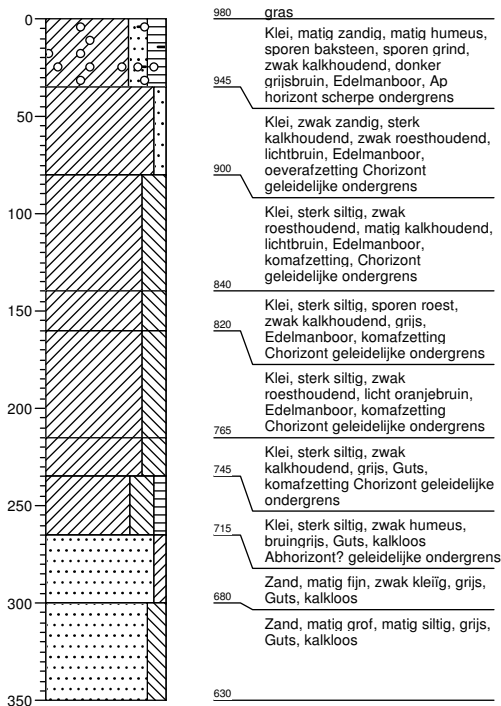 0
50
100
150
200
250
300
350
980
gras
Klei, matig zandig, matig humeus,
sporen baksteen, sporen grind,
zwak kalkhoudend, donker
grijsbruin, Edelmanboor, Ap
horizont scherpe ondergrens
945
Klei, zwak zandig, sterk
kalkhoudend, zwak roesthoudend,
lichtbruin, Edelmanboor,
oeverafzetting Chorizont
geleidelijke ondergrens
900
Klei, sterk siltig, zwak
roesthoudend, matig kalkhoudend,
lichtbruin, Edelmanboor,
komafzetting, Chorizont
geleidelijke ondergrens
840
Klei, sterk siltig, sporen roest,
zwak kalkhoudend, grijs,
Edelmanboor, komafzetting
Chorizont geleidelijke ondergrens
820
Klei, sterk siltig, zwak
roesthoudend, licht oranjebruin,
Edelmanboor, komafzetting
Chorizont geleidelijke ondergrens
765
Klei, sterk siltig, zwak
kalkhoudend, grijs, Guts,
komafzetting Chorizont geleidelijke
ondergrens
745
Klei, sterk siltig, zwak humeus,
bruingrijs, Guts, kalkloos
Abhorizont? geleidelijke ondergrens
715
Zand, matig fijn, zwak kleiïg, grijs,
Guts, kalkloos
680
Zand, matig grof, matig siltig, grijs,
Guts, kalkloos
630